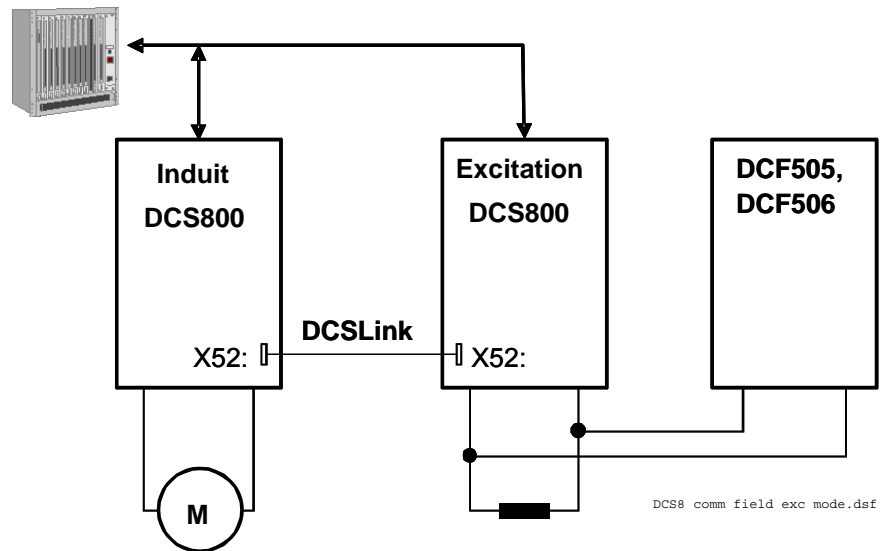 Induit
DCS800
Excitation
DCS800
DCF505,
DCF506
DCSLink
X52:
X52:
M
DCS8 comm field exc mode.dsf